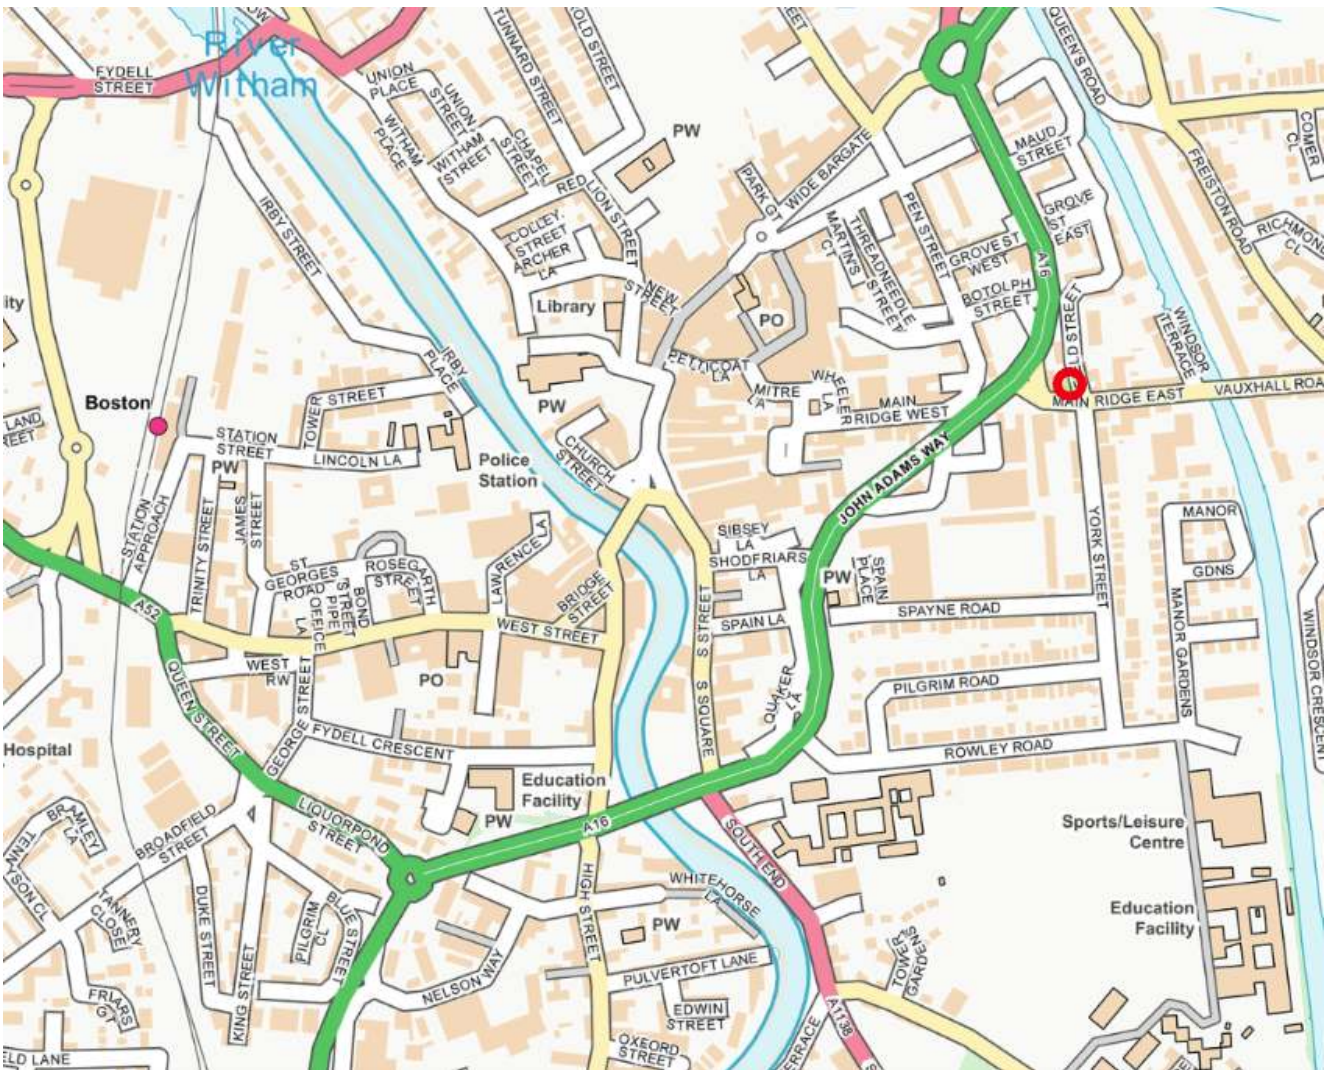 River
Witham
FYDELL
STREET
UNION
PLACE
UNION
STREET
WITHAM
PLACE
WITHAM
STREET
CHAPEL
STREET
TUNNARD STREET
OLD STREET
RED LION STREET
PW
STREET
QUEEN'S ROAD
COMER
CL
MAUD
STREET
FREISTON ROAD
RICHMOND
CL
WIDE BARGATE
PARK GT
PEN STREET
GROVE
ST
EAST
GROVE ST
WEST
THREADNEEDLE
STREET
MARTIN'S
CT
BOTOLPH
STREET
A16
IRBY STREET
COLLEY
STREET
ARCHER
LA
Library
NEW
STREET
PO
PETTICOAT
LA
MITRE
LA
WHEELER
LA
MAIN
RIDGE WEST
LD STREET
WINDSOR
TERRACE
MAIN RIDGE EAST
VAUXHALL ROA
ity
Boston
LAND
REET
IRBY
PLACE
TOWER
STREET
STATION
STREET
LINCOLN LA
PW
PW
Police
Station
CHURCH
STREET
JOHN ADAMS WAY
STATION
APPROACH
TRINITY STREET
JAMES
STREET
ST
GEORGES
ROAD
ROSEGARTH
STREET
BOND
STREET
PIPE
OFFICE
LA
LAWRENCE LA
BRIDGE
STREET
WEST STREET
SIBSEY
LA
SHODFRIARS
LA
S STREET
SPAIN LA
PW
SPAIN
PLACE
SPAYNE ROAD
YORK STREET
MANOR
GDNS
MANOR GARDENS
WINDSOR CRESCENT
A52
WEST
RW
PO
QUEEN STREET
GEORGE STREET
FYDELL CRESCENT
QUAKER
LA
SQUARE
PILGRIM ROAD
ROWLEY ROAD
Hospital
Education
Facility
PW
A16
LIQUORPOND
STREET
BROADFIELD
STREET
BRAMLEY
LA
TENNYSON CL
TANNERY
CLOSE
DUKE STREET
KING STREET
PILGRIM
CL
BLUE STREET
FRIARS
GT
NELSON WAY
HIGH STREET
WHITEHORSE
LA
PW
PULVERTOFT LANE
EDWIN
STREET
OXFORD
STREET
SOUTH END
TOWER
GARDENS
A1138
Sports/Leisure
Centre
Education
Facility